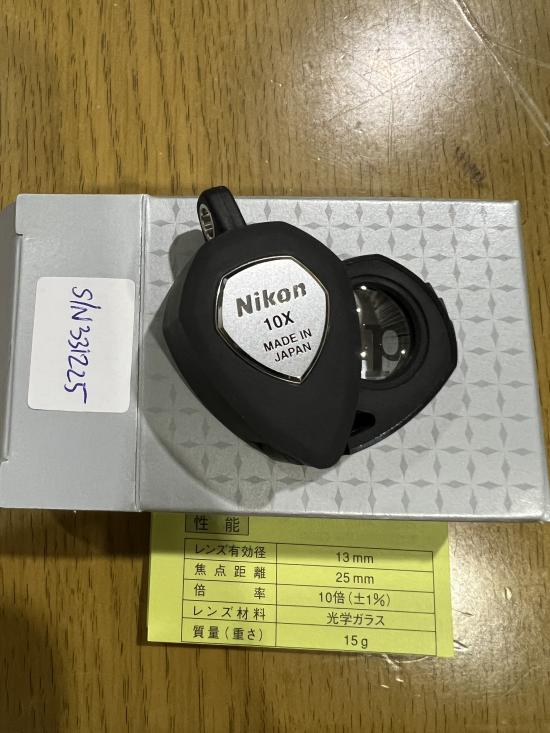 Nikon
10X
MADE IN
JAPAN
S/N 331225
性能
レンズ有効径 13mm
焦点距離 25mm
倍率 10倍(±1%)
レンズ材料 光学ガラス
質量(重さ) 15g